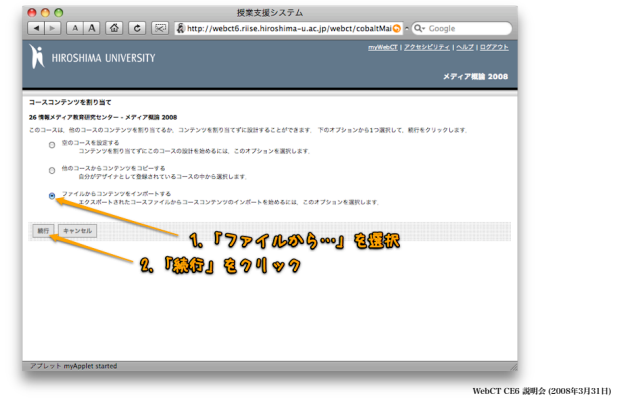 授業支援システム
http://webct6.riise.hiroshima-u.ac.jp/webct/cobaltMai
Google
myWebCT | アクセシビリティ | ヘルプ | ログアウト
HIROSHIMA UNIVERSITY
メディア概論 2008
コースコンテンツを割り当て
26 情報メディア教育研究センター - メディア概論 2008
このコースは、他のコースのコンテンツを割り当てるか、コンテンツを割り当てずに設計することができます。 下のオプションから1つ選択して、続行をクリックします.
空のコースを設定する
コンテンツを割り当てずにこのコースの設計を始めるには、このオプションを選択します.
他のコースからコンテンツをコピーする
自分がデザイナとして登録されているコースの中から選択します.
ファイルからコンテンツをインポートする
エクスポートされたコースファイルからコースコンテンツのインポートを始めるには、このオプションを選択します.
続行 キャンセル
1、「ファイルから…」を選択
2、「続行」をクリック
アプレット myApplet started
WebCT CE6 説明会 (2008年3月31日)